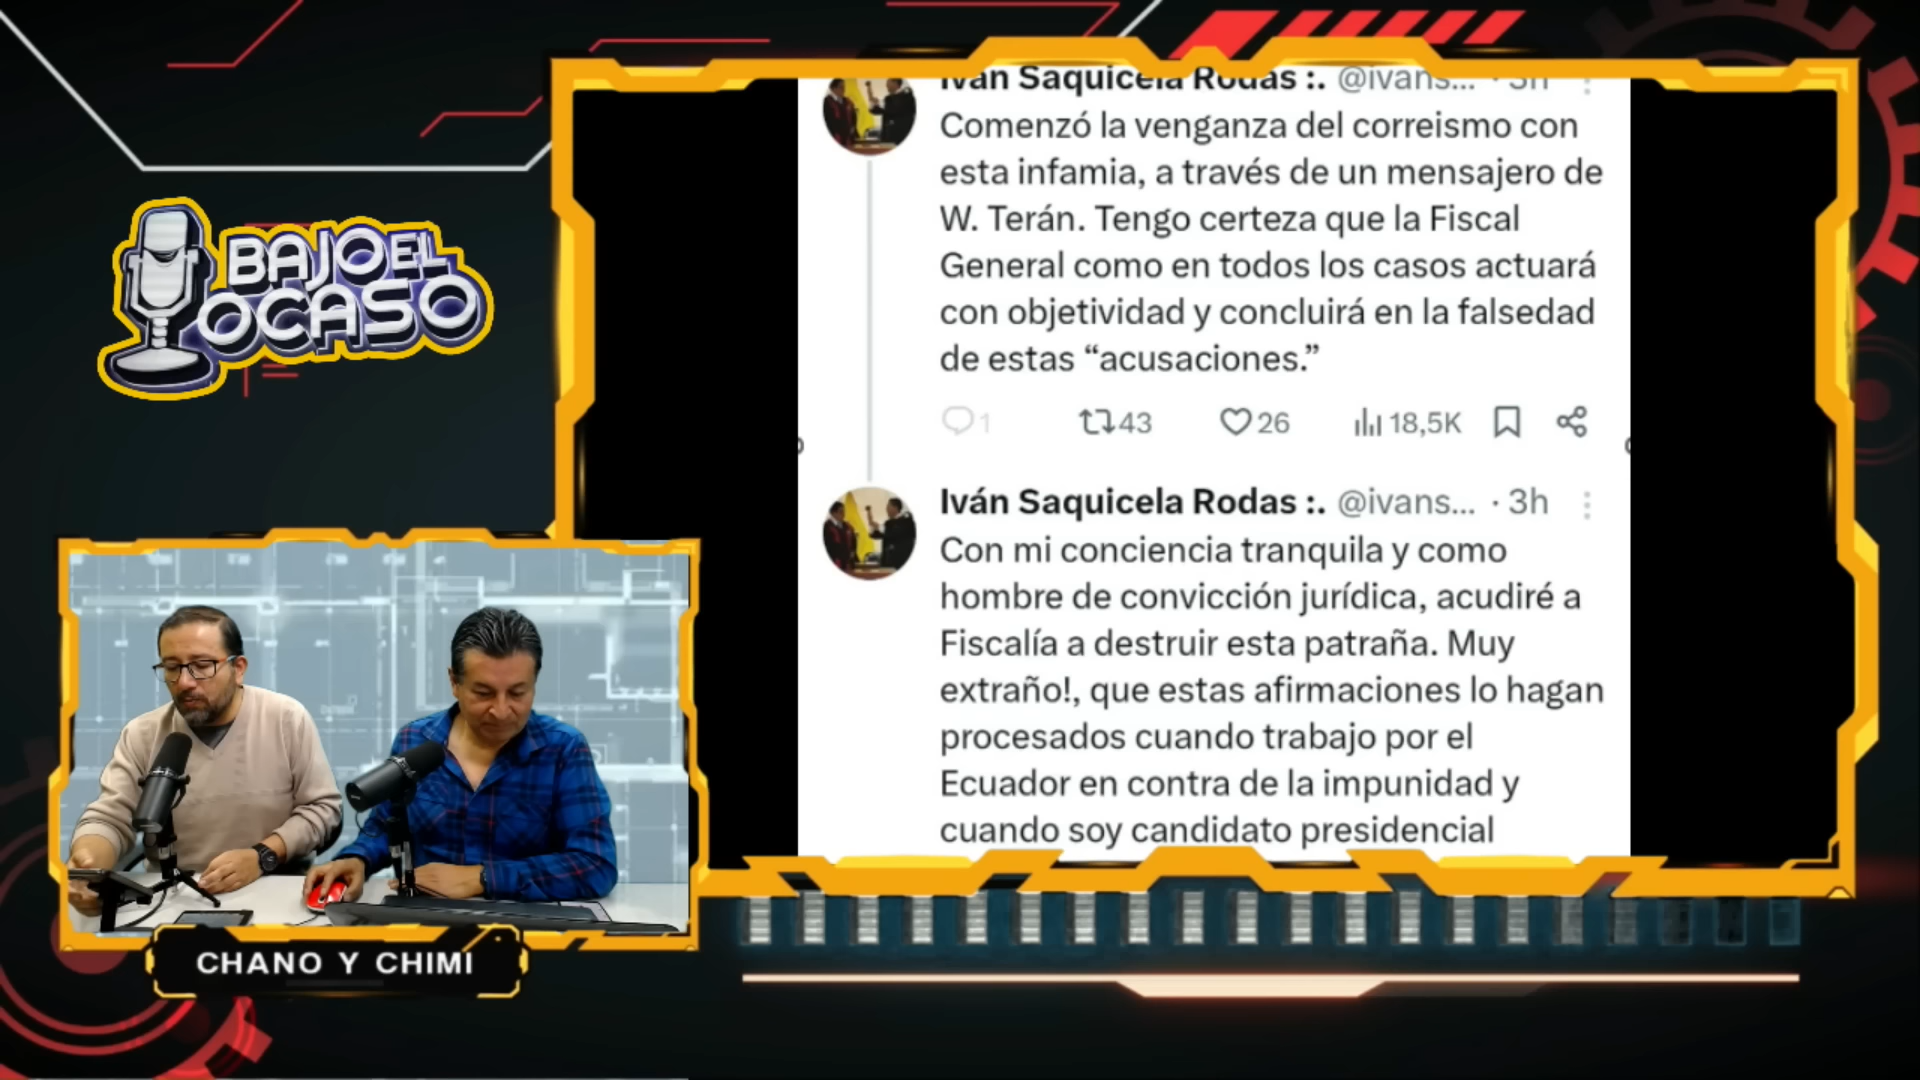 BAJO EL
OCASO
Iván Saquicela Rodas :. @ivans... · 3h
Comenzó la venganza del correismo con
esta infamia, a través de un mensajero de
W. Terán. Tengo certeza que la Fiscal
General como en todos los casos actuará
con objetividad y concluirá en la falsedad
de estas “acusaciones.”
1 43 26 18,5K
Iván Saquicela Rodas :. @ivans... · 3h
Con mi conciencia tranquila y como
hombre de convicción jurídica, acudiré a
Fiscalía a destruir esta patraña. Muy
extraño!, que estas afirmaciones lo hagan
procesados cuando trabajo por el
Ecuador en contra de la impunidad y
cuando soy candidato presidencial
CHANO Y CHIMI